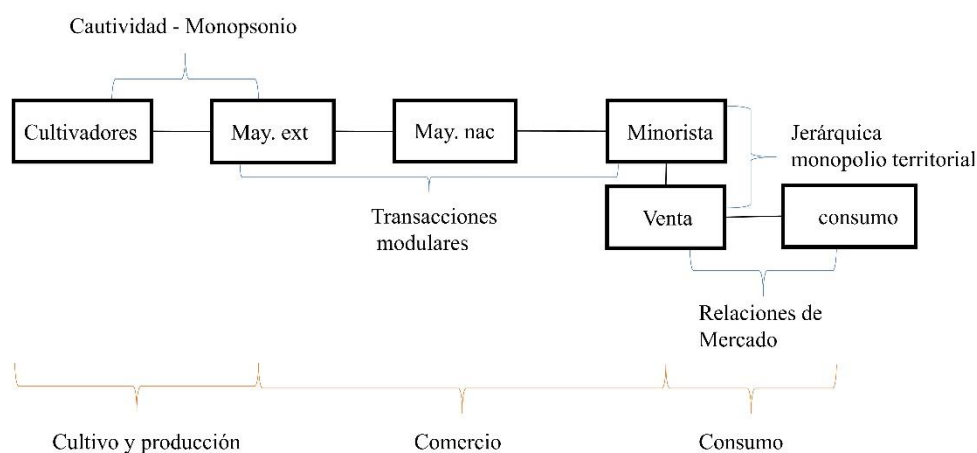 Cautividad - Monopsonio
Cultivadores
May. ext
May. nac
Minorista
Jerárquica
monopolio territorial
Transacciones
modulares
Venta
consumo
Relaciones de
Mercado
Cultivo y producción
Comercio
Consumo